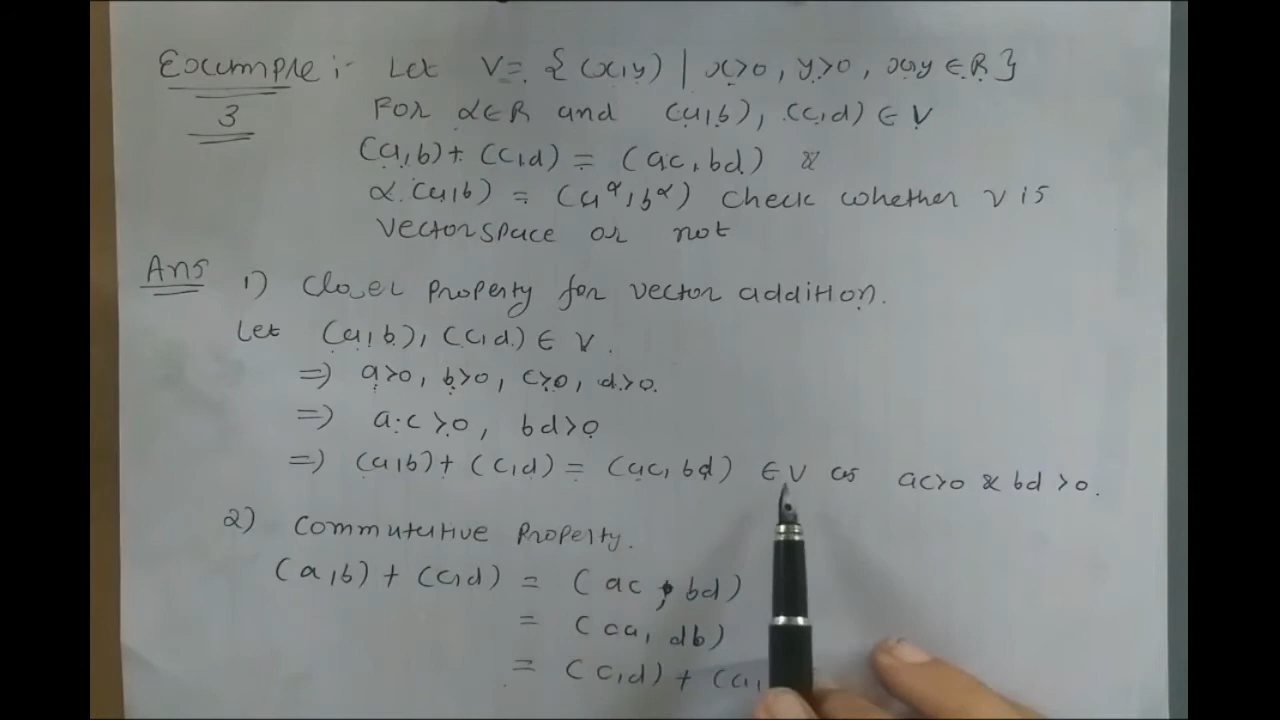 Example :- Let V = { (x,y) | x>0, y>0, x,y ∈ R }
3 For α∈R and (a,b), (c,d) ∈ V
(a,b) + (c,d) = (ac, bd) &
α.(a,b) = (a^α, b^α) check whether V is
vector space or not
Ans 1) Closer property for vector addition.
Let (a,b), (c,d) ∈ V.
=> a>0, b>0, c>0, d>0.
=> a.c >0, bd>0
=> (a,b) + (c,d) = (ac, bd) ∈ V as ac>0 & bd >0.
2) Commutative Property.
(a,b) + (c,d) = (ac, bd)
= (ca, db)
= (c,d) + (a,